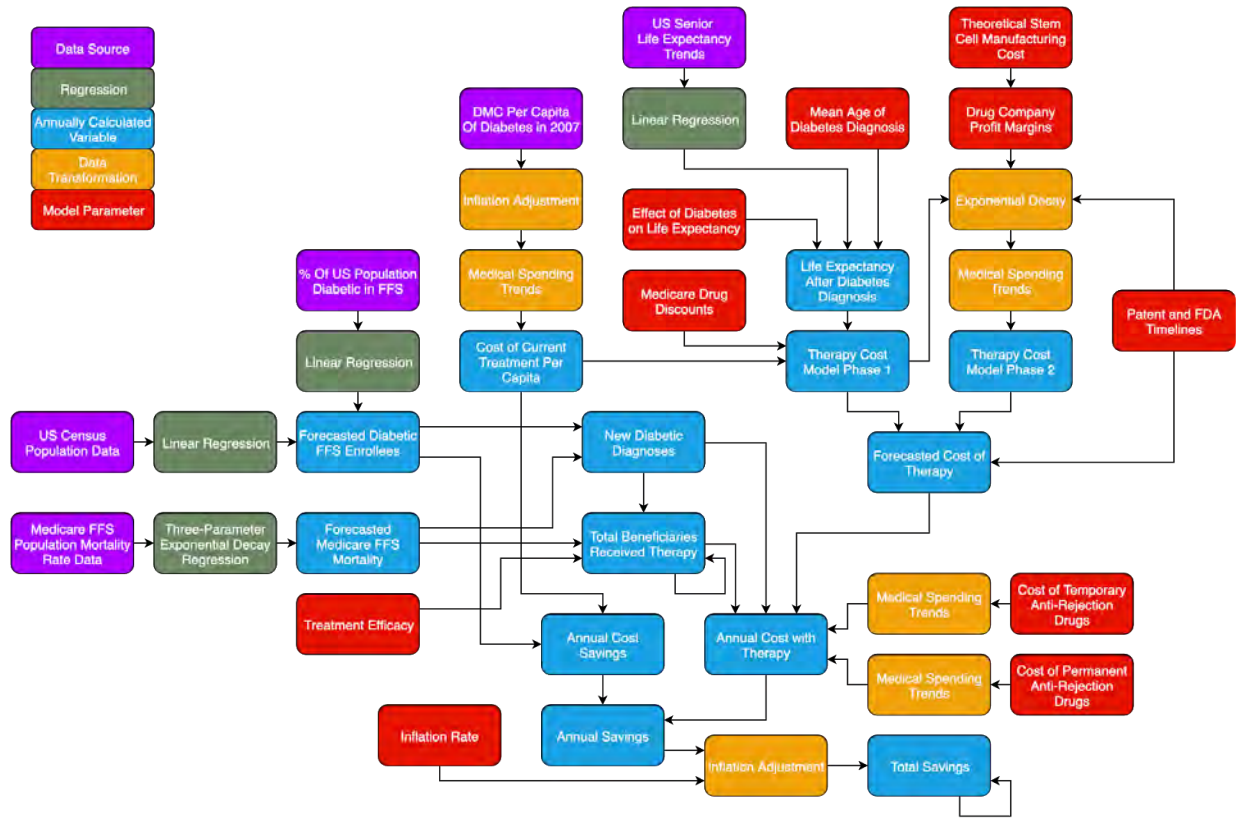 Data Source
Regression
Annually Calculated
Variable
Data
Transformation
Model Parameter
US Senior
Life Expectancy
Trends
Theoretical Stem
Cell Manufacturing
Cost
DMC Per Capita
Of Diabetes in 2007
Linear Regression
Mean Age of
Diabetes Diagnosis
Drug Company
Profit Margins
Inflation Adjustment
Effect of Diabetes
on Life Expectancy
Exponential Decay
% Of US Population
Diabetic in FFS
Medical Spending
Trends
Medicare Drug
Discounts
Life Expectancy
After Diabetes
Diagnosis
Medical Spending
Trends
Patent and FDA
Timelines
Linear Regression
Cost of Current
Treatment Per
Capita
Therapy Cost
Model Phase 1
Therapy Cost
Model Phase 2
US Census
Population Data
Linear Regression
Forecasted Diabetic
FFS Enrollees
New Diabetic
Diagnoses
Forecasted Cost of
Therapy
Medicare FFS
Population Mortality
Rate Data
Three-Parameter
Exponential Decay
Regression
Forecasted
Medicare FFS
Mortality
Total Beneficiaries
Received Therapy
Treatment Efficacy
Annual Cost
Savings
Annual Cost with
Therapy
Medical Spending
Trends
Cost of Temporary
Anti-Rejection
Drugs
Medical Spending
Trends
Cost of Permanent
Anti-Rejection
Drugs
Inflation Rate
Annual Savings
Inflation Adjustment
Total Savings